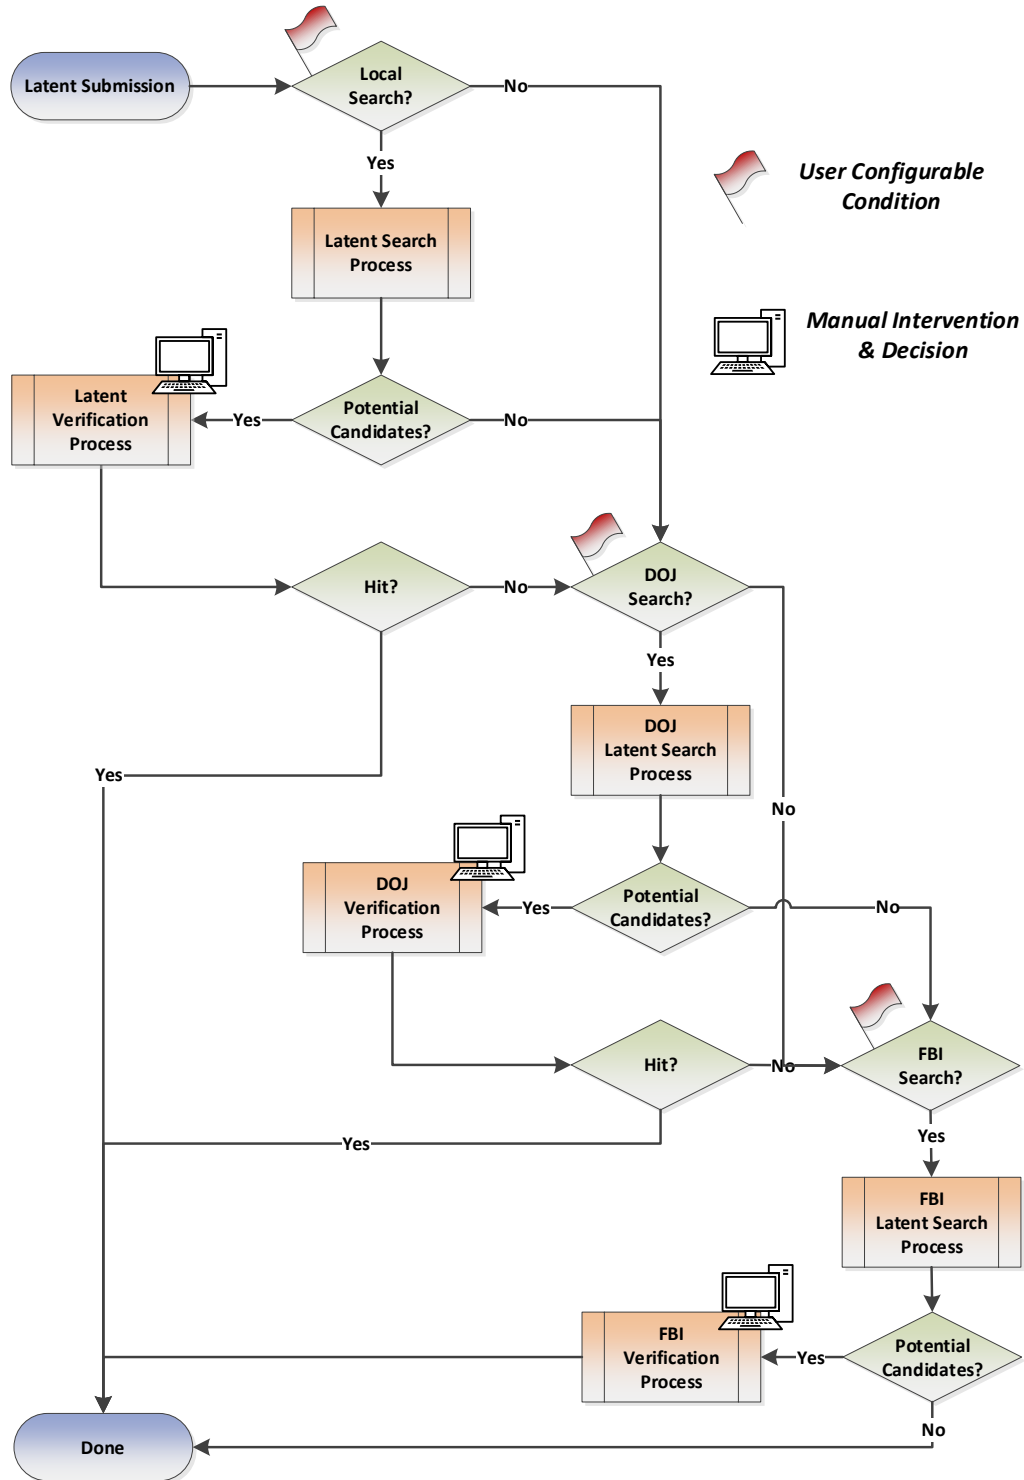 Latent Submission
Local
Search?
No
Yes
User Configurable
Condition
Latent Search
Process
Manual Intervention
& Decision
Latent
Verification
Process
Yes
Potential
Candidates?
No
Hit?
No
DOJ
Search?
Yes
DOJ
Latent Search
Process
Yes
No
DOJ
Verification
Process
Yes
Potential
Candidates?
No
Hit?
No
FBI
Search?
Yes
Yes
FBI
Latent Search
Process
FBI
Verification
Process
Yes
Potential
Candidates?
No
Done